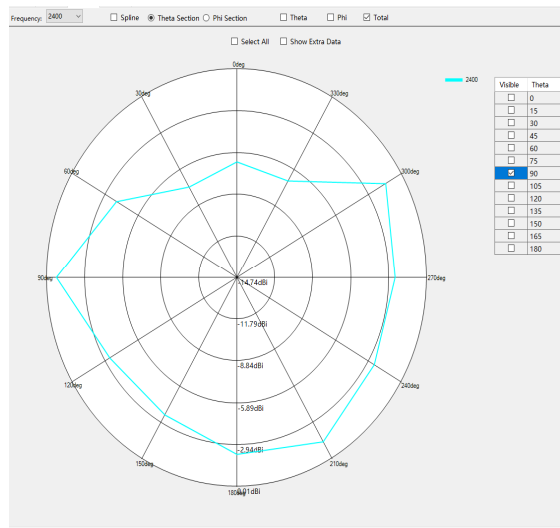 Frequency: 2400 Spline Theta Section Phi Section Theta Phi Total
Select All Show Extra Data
0deg
2400
Visible Theta
30deg 330deg
0
15
30
45
60
75
90
105
120
135
150
165
180
60deg 300deg
90deg 270deg
-14.74dBi
-11.79dBi
-8.84dBi
120deg 240deg
-5.89dBi
-2.94dBi
150deg 210deg
180deg
0.01dBi